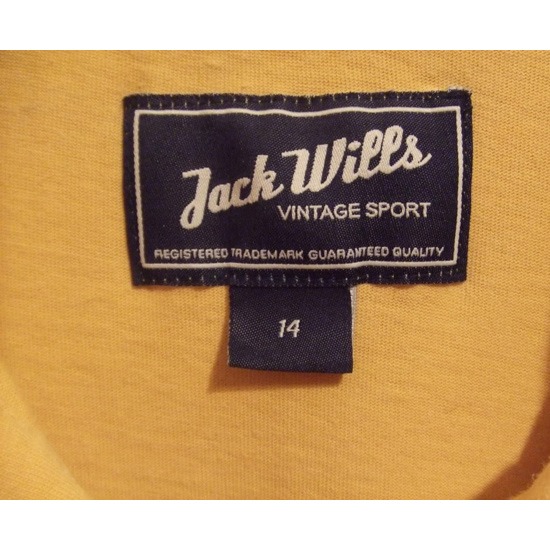 Jack Wills
VINTAGE SPORT
REGISTERED TRADEMARK GUARANTEED QUALITY
14